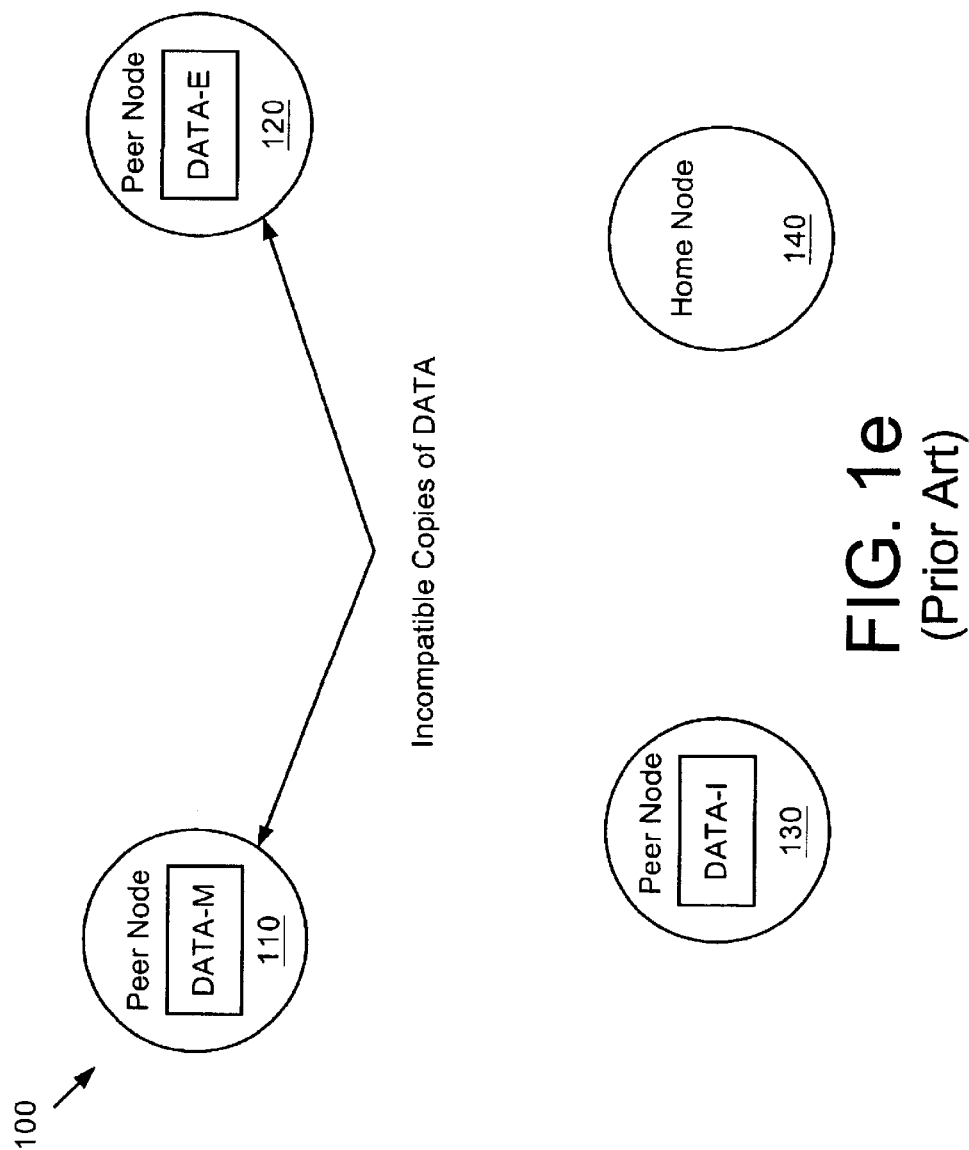 100
Peer Node
DATA-M
110
Peer Node
DATA-E
120
Incompatible Copies of DATA
Peer Node
DATA-I
130
Home Node
140
FIG. 1e
(Prior Art)